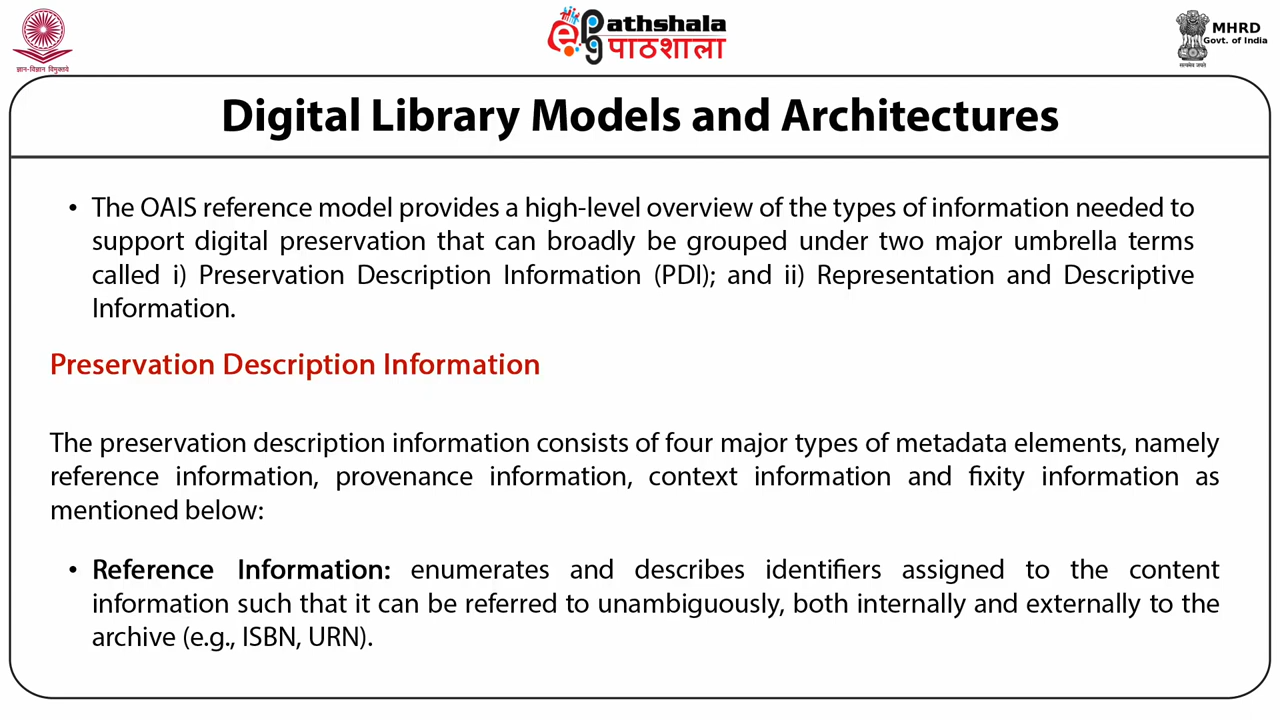 ज्ञान-विज्ञान विमुक्तये
epg Pathshala
पाठशाला
MHRD
Govt. of India
सत्यमेव जयते
Digital Library Models and Architectures
• The OAIS reference model provides a high-level overview of the types of information needed to
support digital preservation that can broadly be grouped under two major umbrella terms
called i) Preservation Description Information (PDI); and ii) Representation and Descriptive
Information.
Preservation Description Information
The preservation description information consists of four major types of metadata elements, namely
reference information, provenance information, context information and fixity information as
mentioned below:
• Reference Information: enumerates and describes identifiers assigned to the content
information such that it can be referred to unambiguously, both internally and externally to the
archive (e.g., ISBN, URN).